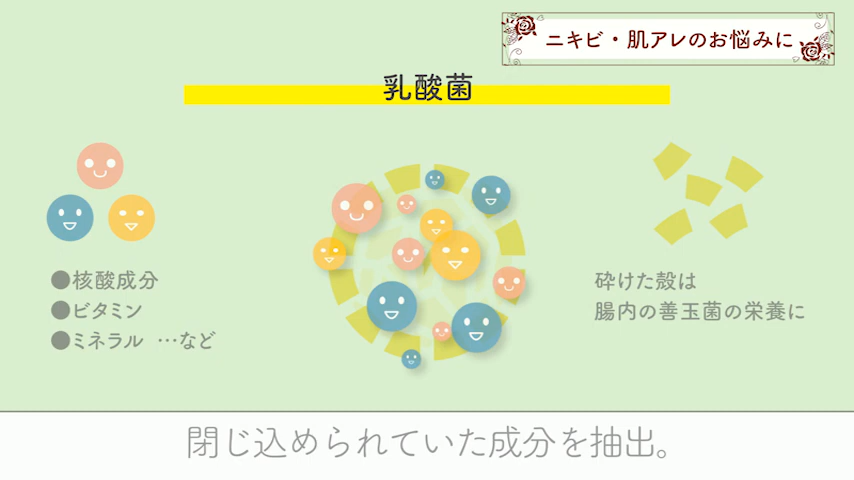 ニキビ・肌アレのお悩みに
乳酸菌
●核酸成分
●ビタミン
●ミネラル …など
砕けた殻は
腸内の善玉菌の栄養に
閉じ込められていた成分を抽出。